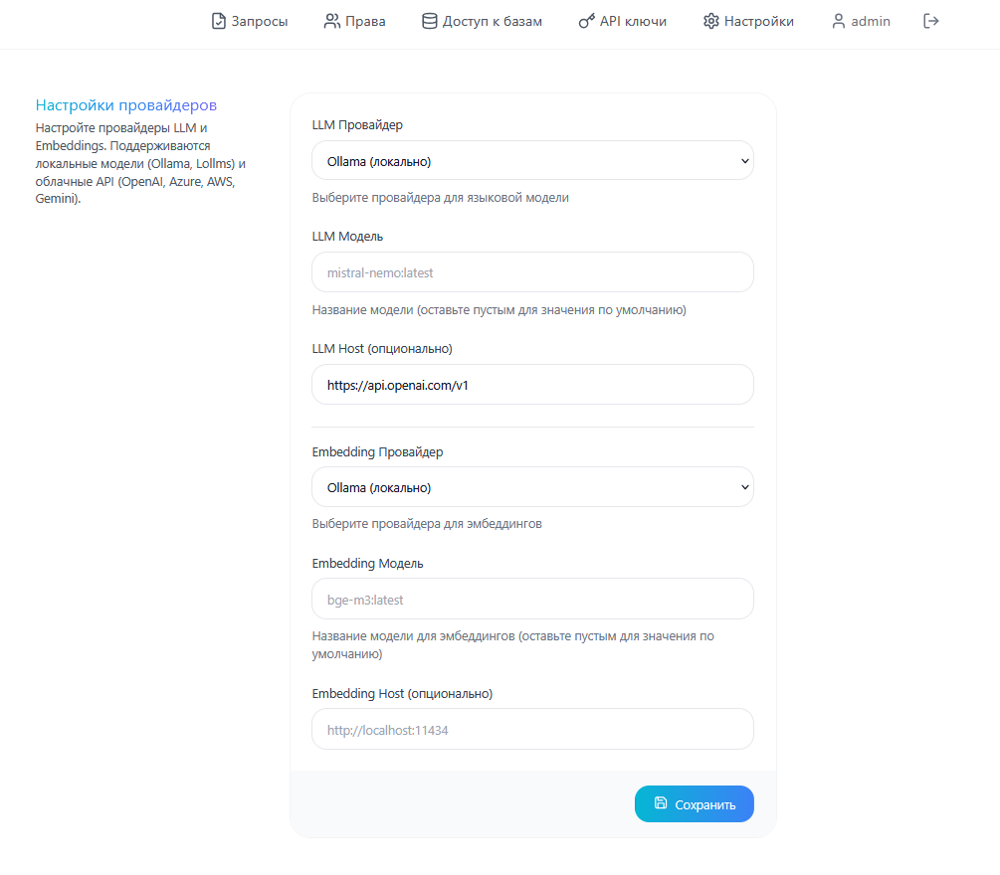 Запросы Права Доступ к базам API ключи Настройки admin
Настройки провайдеров
Настройте провайдеры LLM и
Embeddings. Поддерживаются
локальные модели (Ollama, Lollms) и
облачные API (OpenAI, Azure, AWS,
Gemini).
LLM Провайдер
Ollama (локально)
Выберите провайдера для языковой модели
LLM Модель
mistral-nemo:latest
Название модели (оставьте пустым для значения по умолчанию)
LLM Host (опционально)
https://api.openai.com/v1
Embedding Провайдер
Ollama (локально)
Выберите провайдера для эмбеддингов
Embedding Модель
bge-m3:latest
Название модели для эмбеддингов (оставьте пустым для значения по
умолчанию)
Embedding Host (опционально)
http://localhost:11434
Сохранить